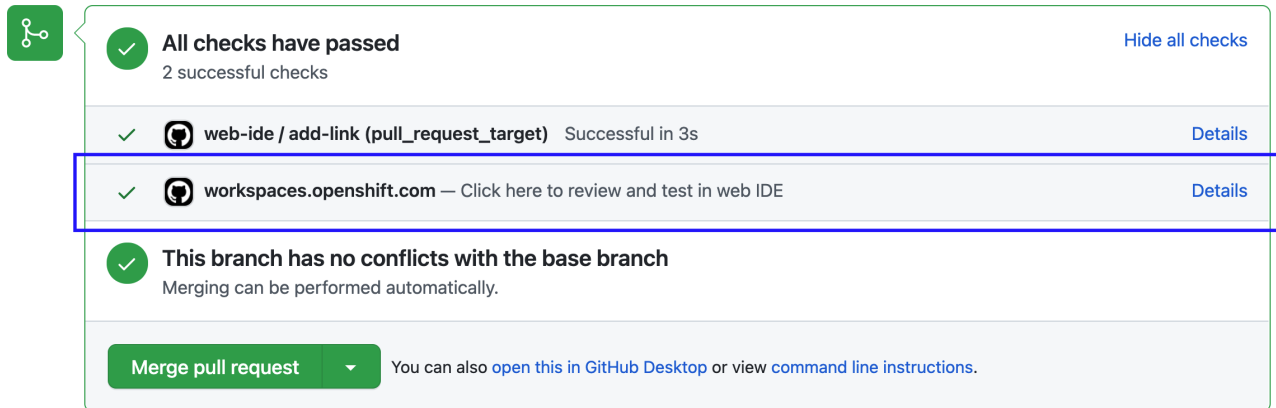 All checks have passed
Hide all checks
2 successful checks
web-ide / add-link (pull_request_target) Successful in 3s Details
workspaces.openshift.com — Click here to review and test in web IDE Details
This branch has no conflicts with the base branch
Merging can be performed automatically.
Merge pull request You can also open this in GitHub Desktop or view command line instructions.